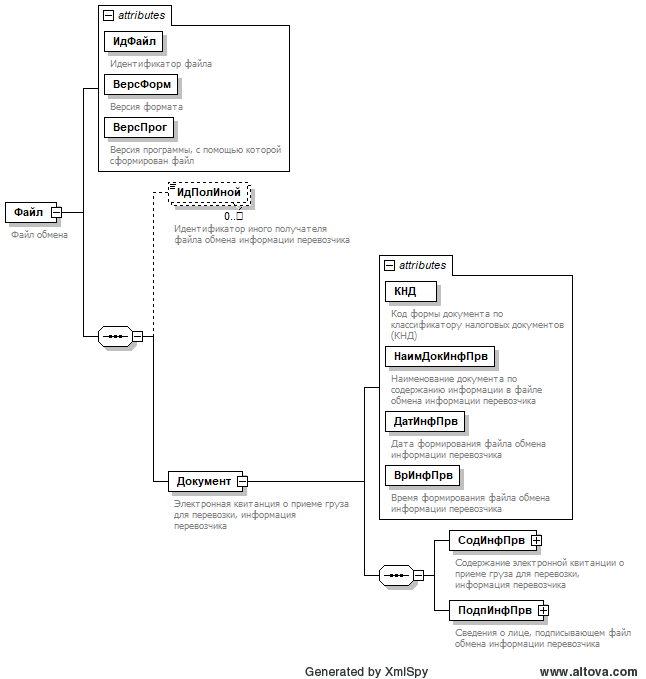 attributes
ИдФайл
Идентификатор файла
ВерсФорм
Версия формата
ВерсПрог
Версия программы, с помощью которой
сформирован файл
Файл
Файл обмена
ИдПолИной
0..□
Идентификатор иного получателя
файла обмена информации перевозчика
attributes
КНД
Код формы документа по
классификатору налоговых документов
(КНД)
НаимДокИнфПрв
Наименование документа по
содержанию информации в файле
обмена информации перевозчика
ДатИнфПрв
Дата формирования файла обмена
информации перевозчика
ВрИнфПрв
Время формирования файла обмена
информации перевозчика
Документ
Электронная квитанция о приеме груза
для перевозки, информация
перевозчика
СодИнфПрв
Содержание электронной квитанции о
приеме груза для перевозки,
информация перевозчика
ПодпИнфПрв
Сведения о лице, подписывающем файл
обмена информации перевозчика
Generated by XmlSpy
www.altova.com